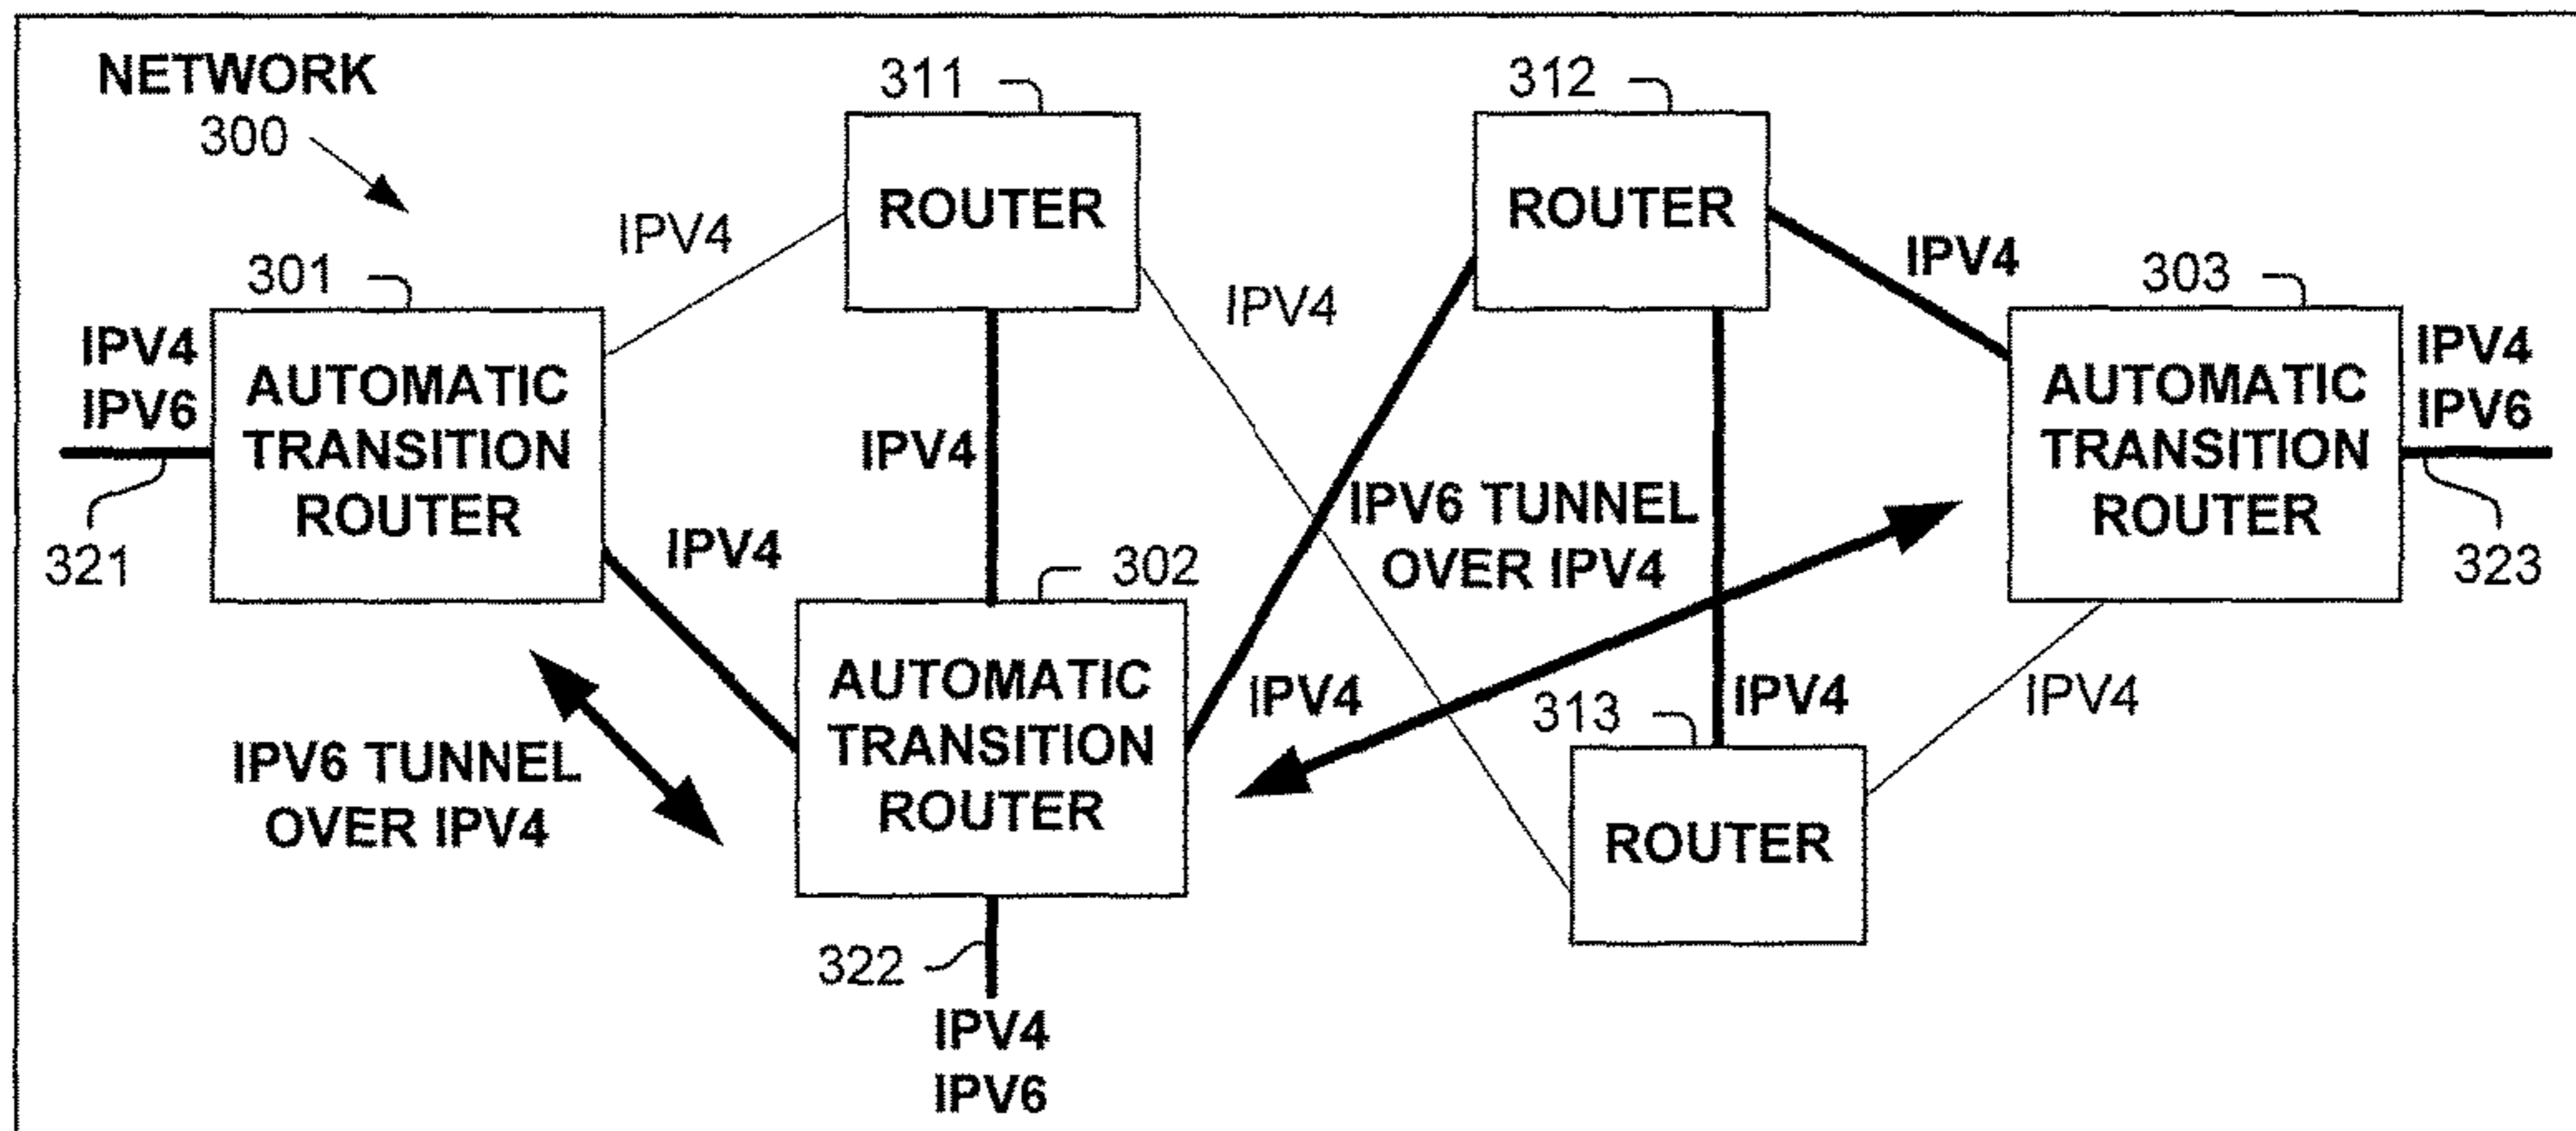 NETWORK
300
311
312
ROUTER
ROUTER
IPV4
IPV4
IPV4
301
303
IPV4
IPV6
AUTOMATIC
TRANSITION
ROUTER
321
IPV4
IPV4
IPV6 TUNNEL
OVER IPV4
AUTOMATIC
TRANSITION
ROUTER
IPV4
IPV6
323
302
AUTOMATIC
TRANSITION
ROUTER
IPV4
313
IPV4
IPV4
IPV6 TUNNEL
OVER IPV4
ROUTER
322
IPV4
IPV6